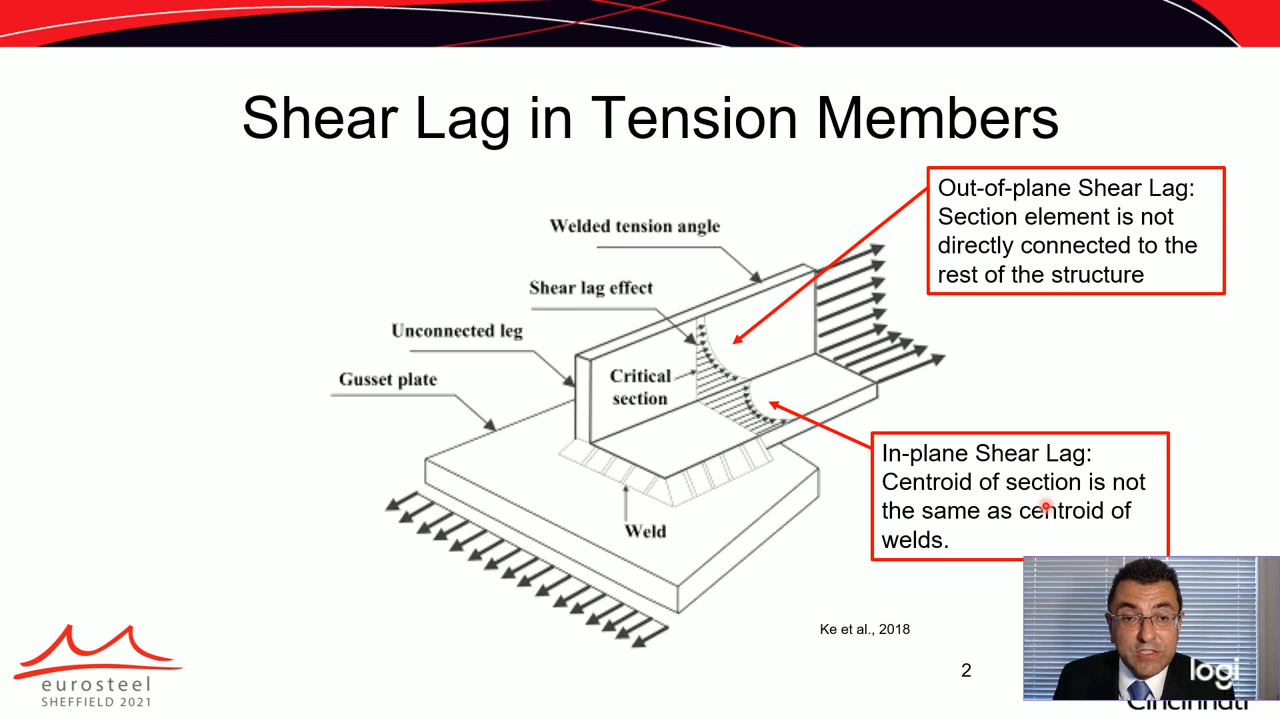 Shear Lag in Tension Members
Out-of-plane Shear Lag:
Section element is not
directly connected to the
rest of the structure
Welded tension angle
Shear lag effect
Unconnected leg
Gusset plate
Critical
section
In-plane Shear Lag:
Centroid of section is not
the same as centroid of
welds.
Weld
Ke et al., 2018
2
eurosteel
SHEFFIELD 2021
logi
Cincinnati